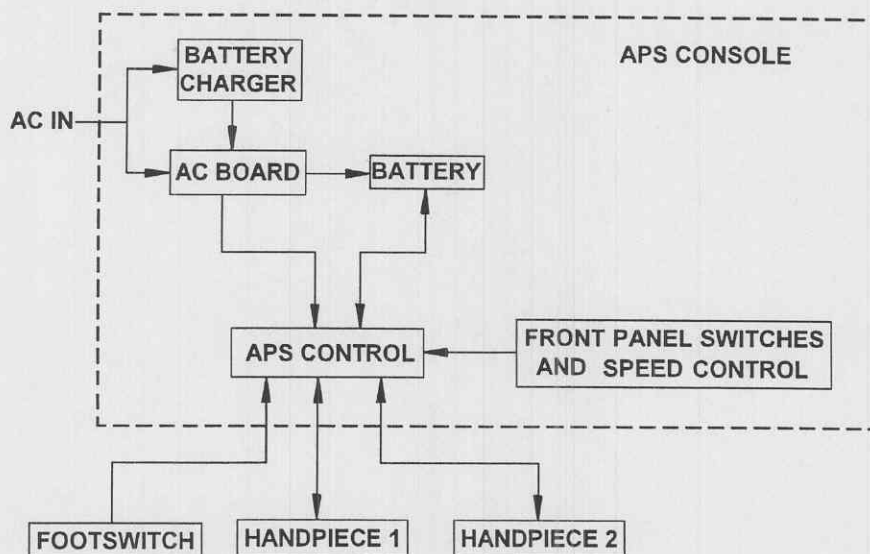 BATTERY
CHARGER
APS CONSOLE
AC IN
AC BOARD
BATTERY
APS CONTROL
FRONT PANEL SWITCHES
AND SPEED CONTROL
FOOTSWITCH
HANDPIECE 1
HANDPIECE 2